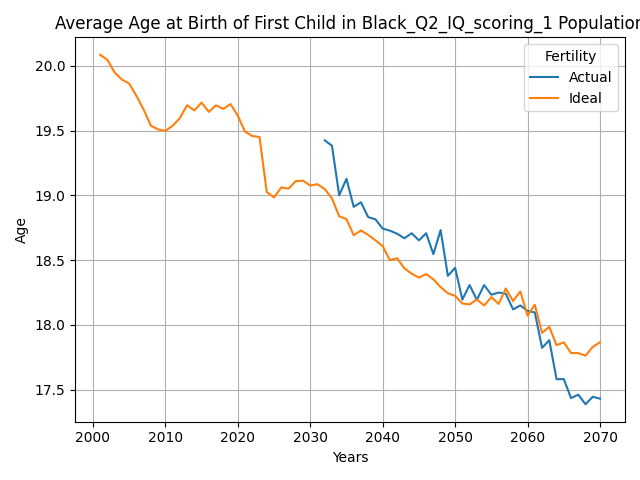 Average Age at Birth of First Child in Black_Q2_IQ_scoring_1 Population
Fertility
Actual
Ideal
Age
20.0
19.5
19.0
18.5
18.0
17.5
2000 2010 2020 2030 2040 2050 2060 2070
Years